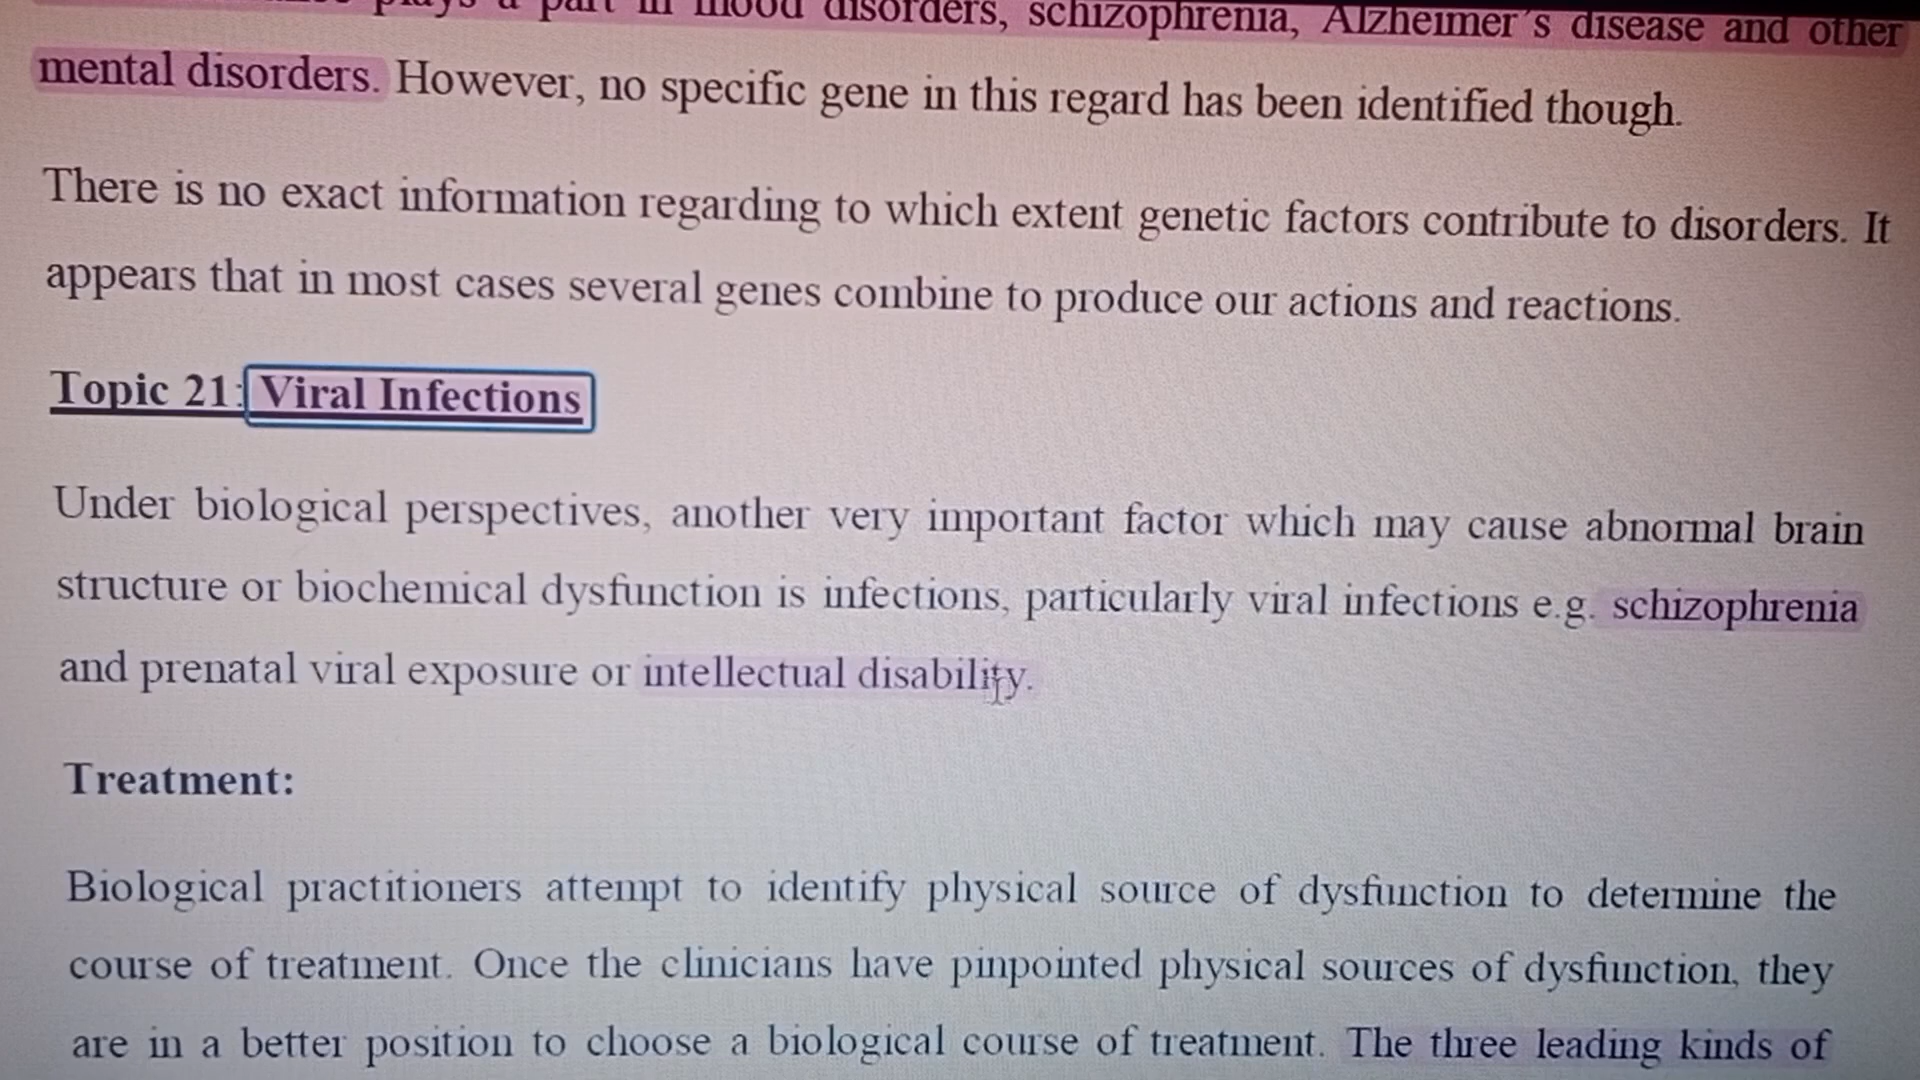 plays a part in mood disorders, schizophrenia, Alzheimer's disease and other
mental disorders. However, no specific gene in this regard has been identified though.
There is no exact information regarding to which extent genetic factors contribute to disorders. It
appears that in most cases several genes combine to produce our actions and reactions.
Topic 21: Viral Infections
Under biological perspectives, another very important factor which may cause abnormal brain
structure or biochemical dysfunction is infections, particularly viral infections e.g. schizophrenia
and prenatal viral exposure or intellectual disability.
Treatment:
Biological practitioners attempt to identify physical source of dysfunction to determine the
course of treatment. Once the clinicians have pinpointed physical sources of dysfunction, they
are in a better position to choose a biological course of treatment. The three leading kinds of